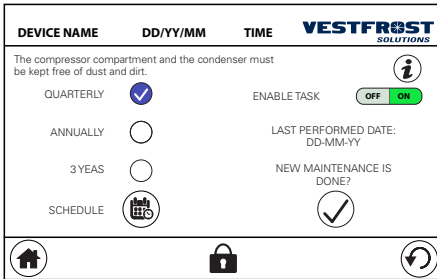 DEVICE NAME DD/YY/MM TIME VESTFROST SOLUTIONS
The compressor compartment and the condenser must
be kept free of dust and dirt.
QUARTERLY
ENABLE TASK OFF ON
ANNUALLY
LAST PERFORMED DATE:
DD-MM-YY
3 YEAS
NEW MAINTENANCE IS
DONE?
SCHEDULE